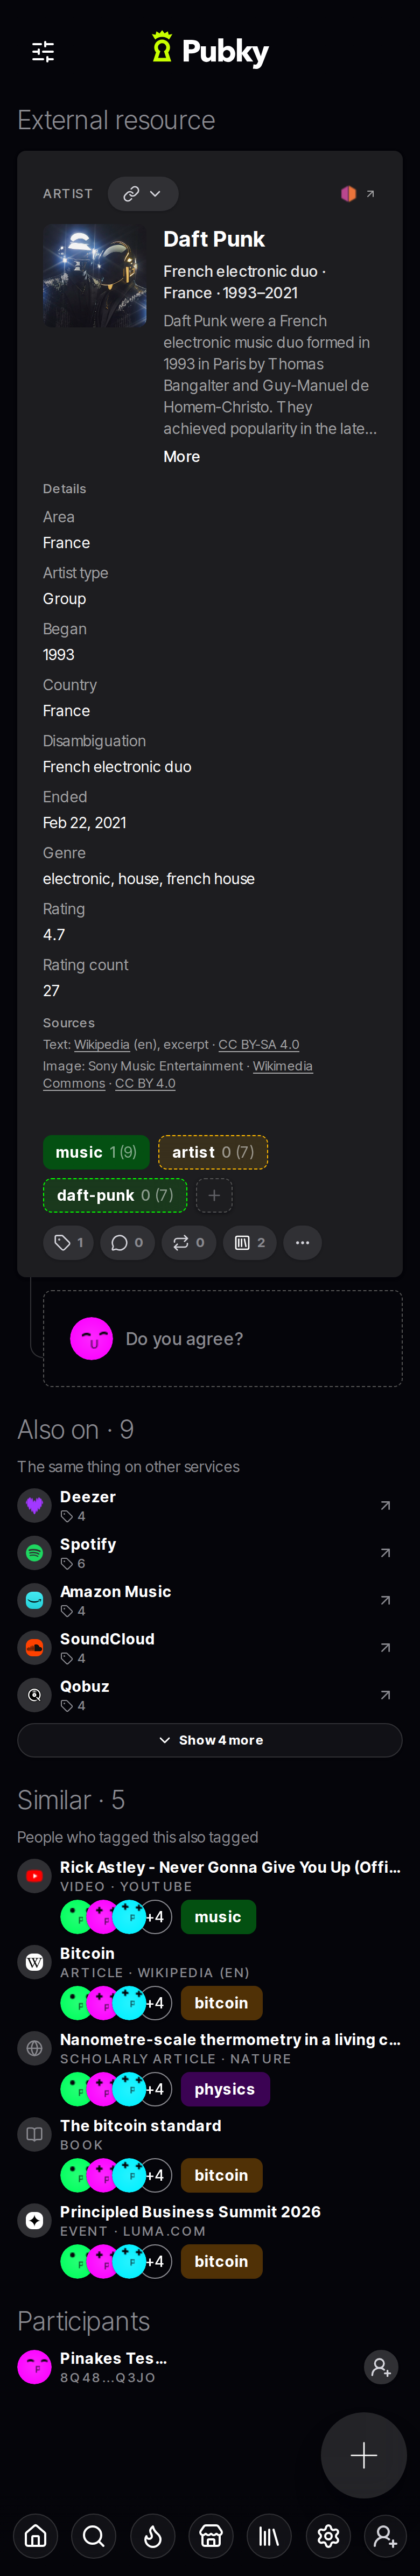 Pubky
External resource
ARTIST
Daft Punk
French electronic duo ·
France · 1993–2021
Daft Punk were a French
electronic music duo formed in
1993 in Paris by Thomas
Bangalter and Guy-Manuel de
Homem-Christo. They
achieved popularity in the late...
More
Details
Area
France
Artist type
Group
Began
1993
Country
France
Disambiguation
French electronic duo
Ended
Feb 22, 2021
Genre
electronic, house, french house
Rating
4.7
Rating count
27
Sources
Text: Wikipedia (en), excerpt · CC BY-SA 4.0
Image: Sony Music Entertainment · Wikimedia
Commons · CC BY 4.0
music 1 (9) artist 0 (7)
daft-punk 0 (7) +
1 0 0 2
Do you agree?
Also on · 9
The same thing on other services
Deezer
4
Spotify
6
Amazon Music
4
SoundCloud
4
Qobuz
4
Show 4 more
Similar · 5
People who tagged this also tagged
Rick Astley - Never Gonna Give You Up (Offi...
VIDEO · YOUTUBE
+4 music
Bitcoin
ARTICLE · WIKIPEDIA (EN)
+4 bitcoin
Nanometre-scale thermometry in a living c...
SCHOLARLY ARTICLE · NATURE
+4 physics
The bitcoin standard
BOOK
+4 bitcoin
Principled Business Summit 2026
EVENT · LUMA.COM
+4 bitcoin
Participants
Pinakes Tes...
8Q48...Q3JO